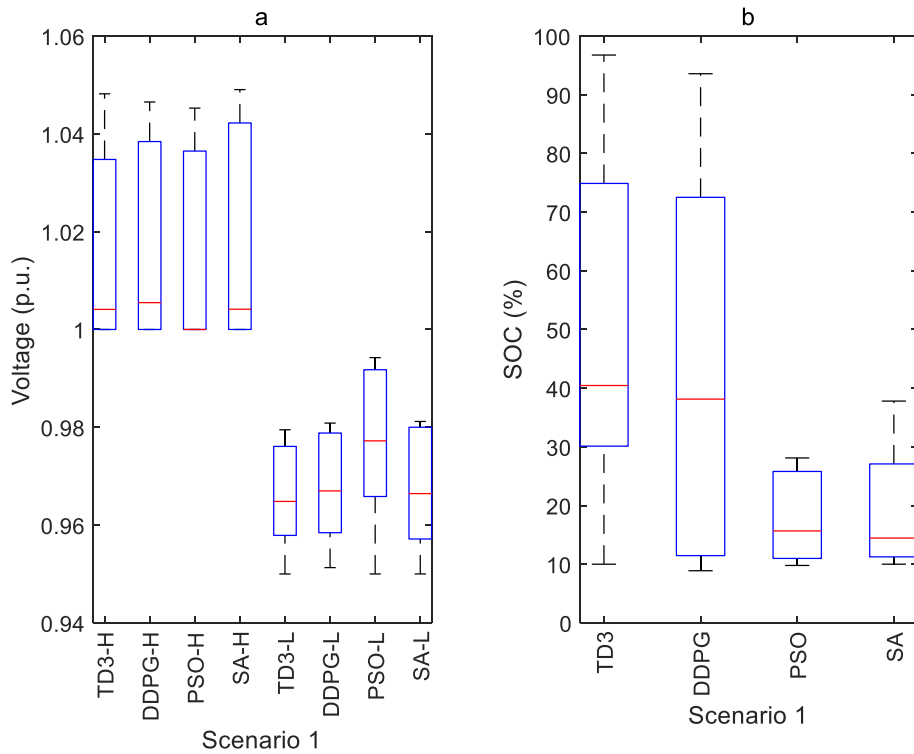 a
Voltage (p.u.)
1.06
1.04
1.02
1
0.98
0.96
0.94
TD3-H
DDPG-H
PSO-H
SA-H
TD3-L
DDPG-L
PSO-L
SA-L
Scenario 1
b
SOC (%)
100
90
80
70
60
50
40
30
20
10
0
TD3
DDPG
PSO
SA
Scenario 1